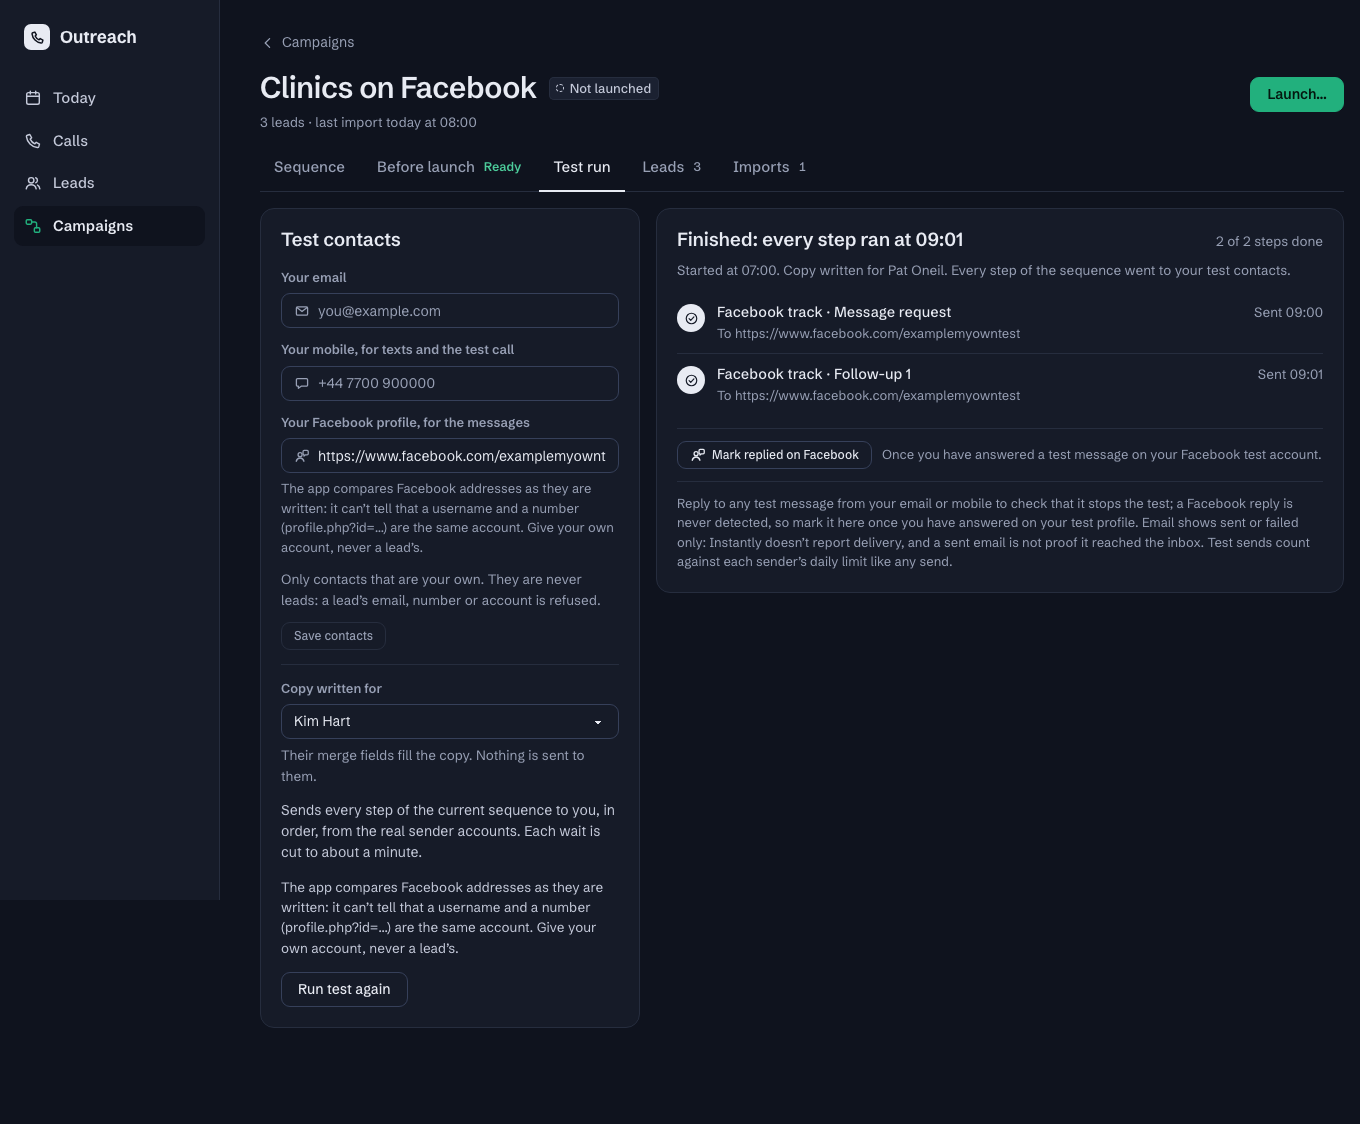 Outreach
Today
Calls
Leads
Campaigns
Campaigns
Clinics on Facebook
Not launched
Launch...
3 leads · last import today at 08:00
Sequence
Before launch Ready
Test run
Leads 3
Imports 1
Test contacts
Your email
you@example.com
Your mobile, for texts and the test call
+44 7700 900000
Your Facebook profile, for the messages
https://www.facebook.com/examplemyownt
The app compares Facebook addresses as they are
written: it can’t tell that a username and a number
(profile.php?id=…) are the same account. Give your own
account, never a lead’s.
Only contacts that are your own. They are never
leads: a lead’s email, number or account is refused.
Save contacts
Copy written for
Kim Hart
Their merge fields fill the copy. Nothing is sent to
them.
Sends every step of the current sequence to you, in
order, from the real sender accounts. Each wait is
cut to about a minute.
The app compares Facebook addresses as they are
written: it can’t tell that a username and a number
(profile.php?id=…) are the same account. Give your
own account, never a lead’s.
Run test again
Finished: every step ran at 09:01
2 of 2 steps done
Started at 07:00. Copy written for Pat Oneil. Every step of the sequence went to your test contacts.
Facebook track · Message request
Sent 09:00
To https://www.facebook.com/examplemyowntest
Facebook track · Follow-up 1
Sent 09:01
To https://www.facebook.com/examplemyowntest
Mark replied on Facebook
Once you have answered a test message on your Facebook test account.
Reply to any test message from your email or mobile to check that it stops the test; a Facebook reply is
never detected, so mark it here once you have answered on your test profile. Email shows sent or failed
only: Instantly doesn’t report delivery, and a sent email is not proof it reached the inbox. Test sends count
against each sender’s daily limit like any send.